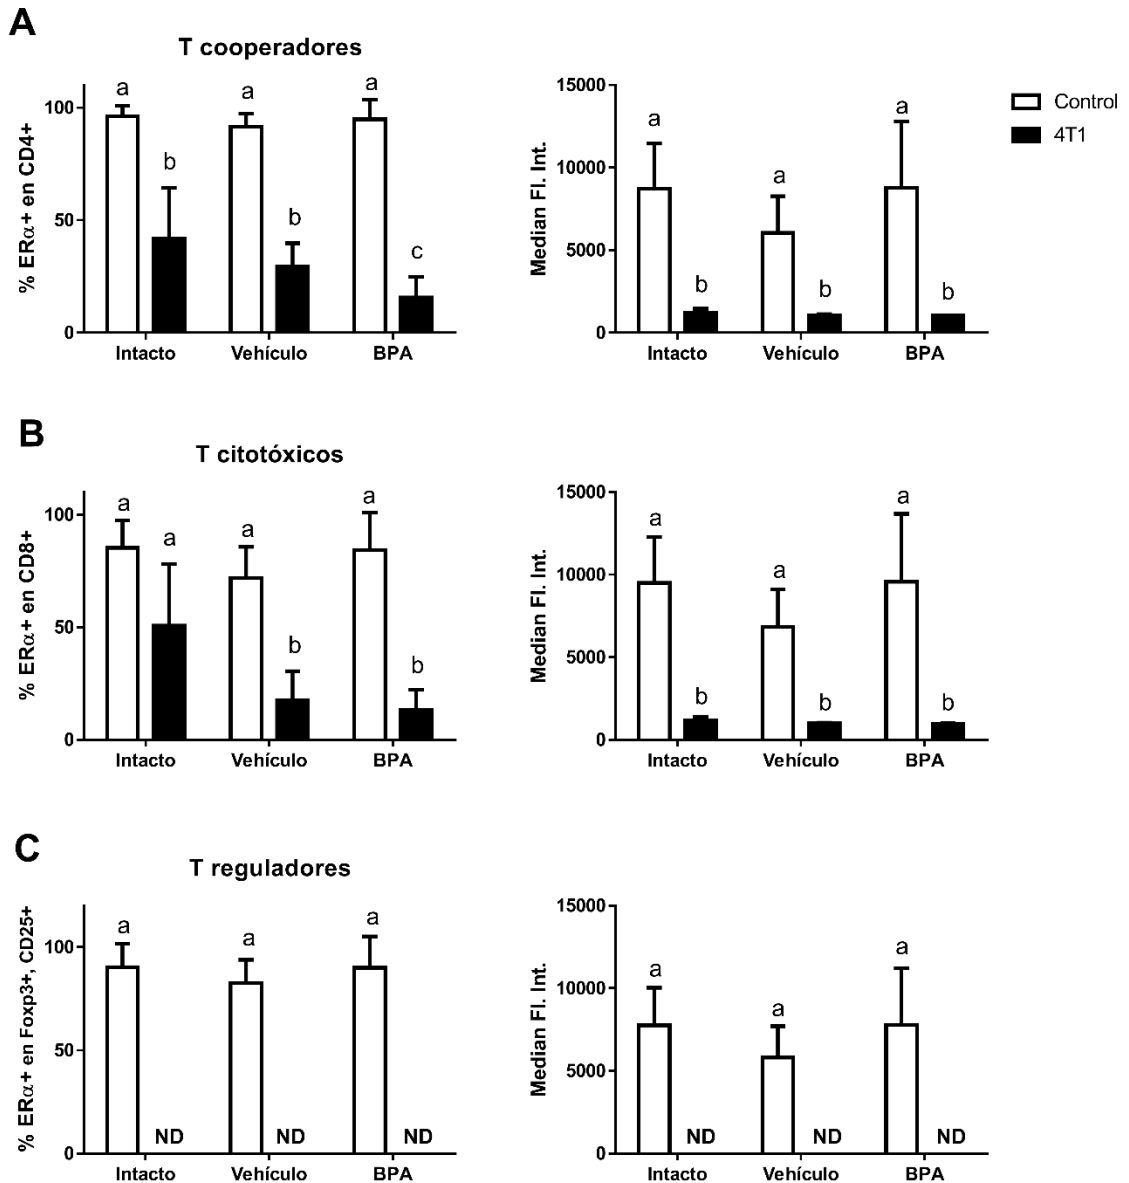 A
T cooperadores
% ERα+ en CD4+
100
50
0
a
b
a
b
a
c
Intacto
Vehículo
BPA
Median Fl. Int.
15000
10000
5000
0
a
b
a
b
a
b
Intacto
Vehículo
BPA
Control
4T1
B
T citotóxicos
% ERα+ en CD8+
100
50
0
a
a
a
b
a
b
Intacto
Vehículo
BPA
Median Fl. Int.
15000
10000
5000
0
a
b
a
b
a
b
Intacto
Vehículo
BPA
C
T reguladores
% ERα+ en Foxp3+, CD25+
100
50
0
a
ND
a
ND
a
ND
Intacto
Vehículo
BPA
Median Fl. Int.
15000
10000
5000
0
a
ND
a
ND
a
ND
Intacto
Vehículo
BPA